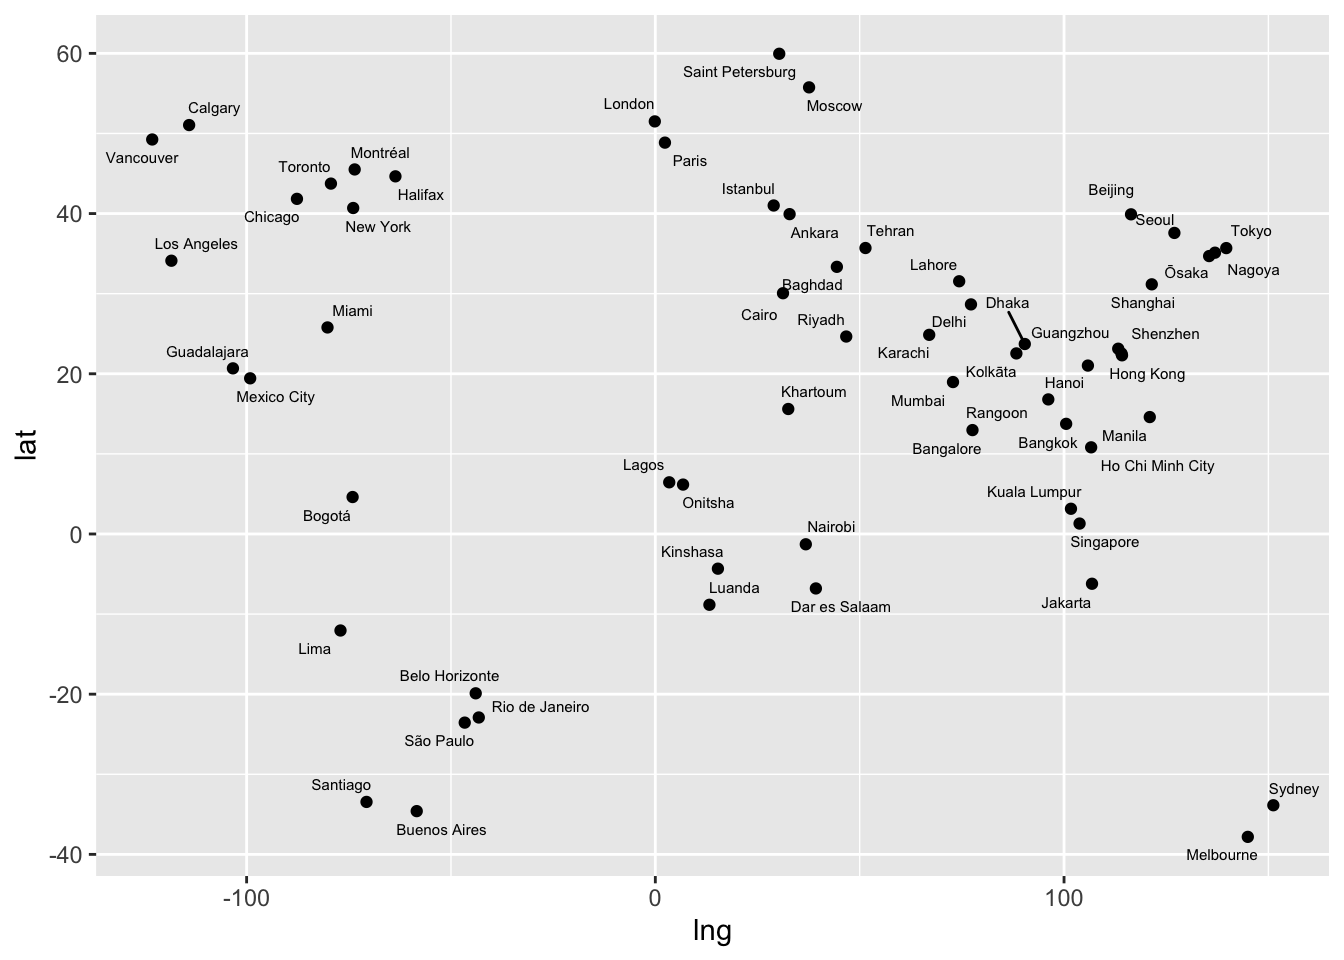 60
Saint Petersburg
Moscow
London
Calgary
Vancouver
Montréal
Toronto
Paris
Halifax
Istanbul
Beijing
40
Chicago
New York
Ankara
Seoul
Tehran
Tokyo
Los Angeles
Lahore
Ōsaka
Nagoya
Baghdad
Dhaka
Shanghai
Miami
Cairo
Riyadh
Delhi
Guangzhou
Shenzhen
Guadalajara
Karachi
20
Kolkāta
Hong Kong
Hanoi
Khartoum
Mexico City
Mumbai
Rangoon
Manila
Bangkok
Bangalore
lat
Lagos
Ho Chi Minh City
Kuala Lumpur
Onitsha
Bogotá
Nairobi
0
Singapore
Kinshasa
Luanda
Jakarta
Dar es Salaam
Lima
Belo Horizonte
-20
Rio de Janeiro
São Paulo
Santiago
Sydney
Buenos Aires
-40
Melbourne
-100
0
100
lng